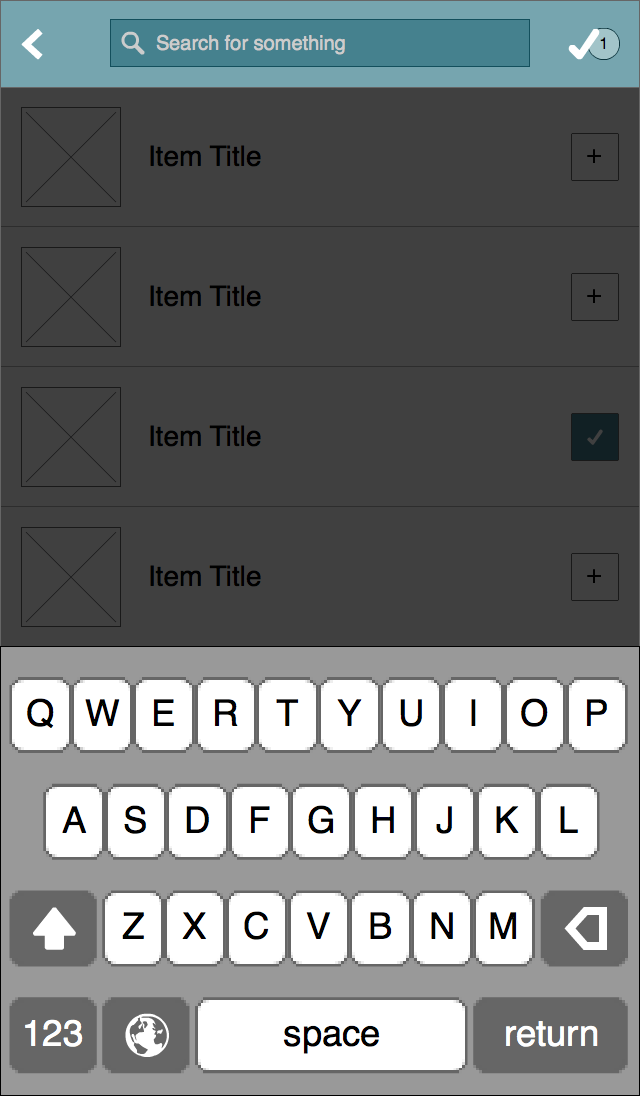 Search for something
1
Item Title
+
Item Title
+
Item Title
Item Title
+
Q W E R T Y U I O P
A S D F G H J K L
Z X C V B N M
123 space return